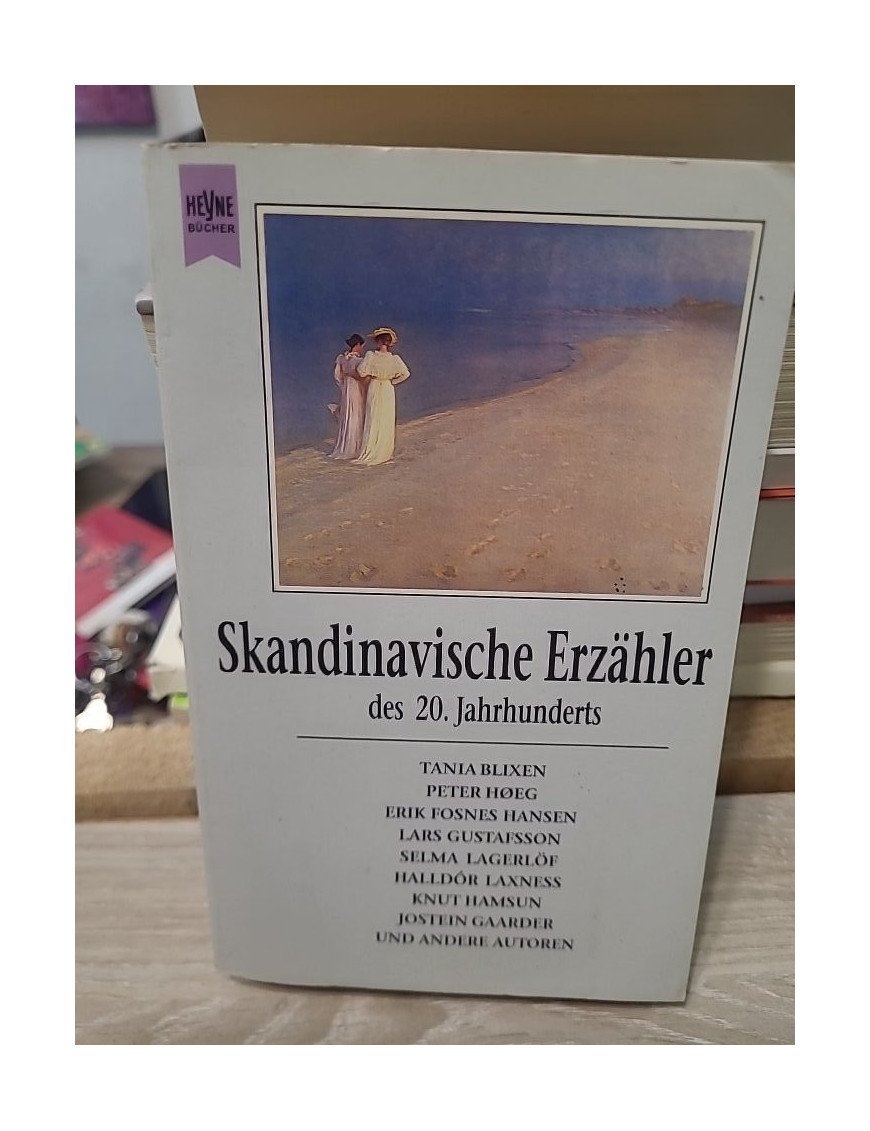 HEYNE
BÜCHER
Skandinavische Erzähler
des 20. Jahrhunderts
TANIA BLIXEN
PETER HØEG
ERIK FOSNES HANSEN
LARS GUSTAFSSON
SELMA LAGERLÖF
HALLDÓR LAXNESS
KNUT HAMSUN
JOSTEIN GAARDER
UND ANDERE AUTOREN